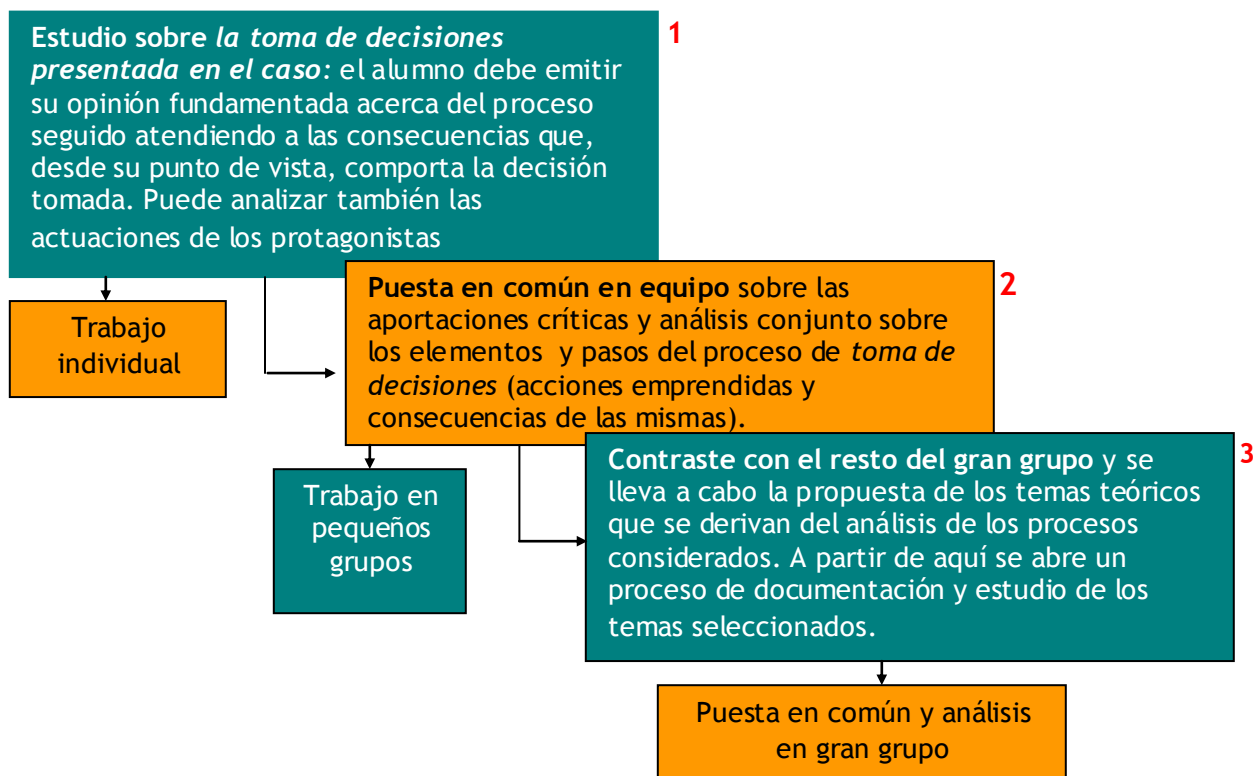 Estudio sobre la toma de decisiones
presentada en el caso: el alumno debe emitir
su opinión fundamentada acerca del proceso
seguido atendiendo a las consecuencias que,
desde su punto de vista, comporta la decisión
tomada. Puede analizar también las
actuaciones de los protagonistas
1
Trabajo
individual
Puesta en común en equipo sobre las
aportaciones críticas y análisis conjunto sobre
los elementos y pasos del proceso de toma de
decisiones (acciones emprendidas y
consecuencias de las mismas).
2
Trabajo en
pequeños
grupos
Contraste con el resto del gran grupo y se
lleva a cabo la propuesta de los temas teóricos
que se derivan del análisis de los procesos
considerados. A partir de aquí se abre un
proceso de documentación y estudio de los
temas seleccionados.
3
Puesta en común y análisis
en gran grupo